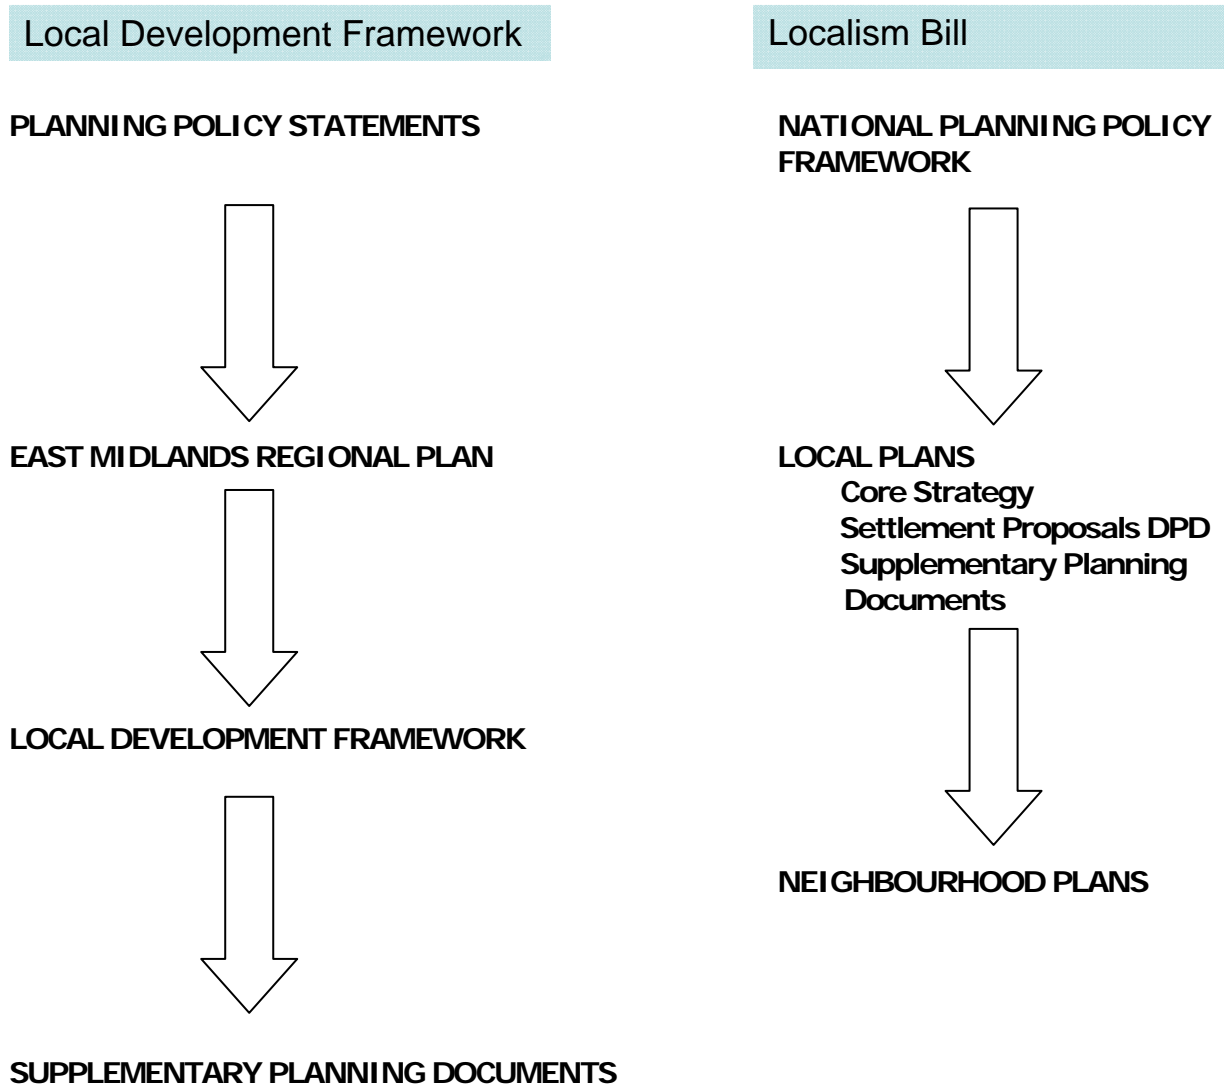 Local Development Framework
PLANNING POLICY STATEMENTS
EAST MIDLANDS REGIONAL PLAN
LOCAL DEVELOPMENT FRAMEWORK
SUPPLEMENTARY PLANNING DOCUMENTS
Localism Bill
NATIONAL PLANNING POLICY
FRAMEWORK
LOCAL PLANS
Core Strategy
Settlement Proposals DPD
Supplementary Planning
Documents
NEIGHBOURHOOD PLANS